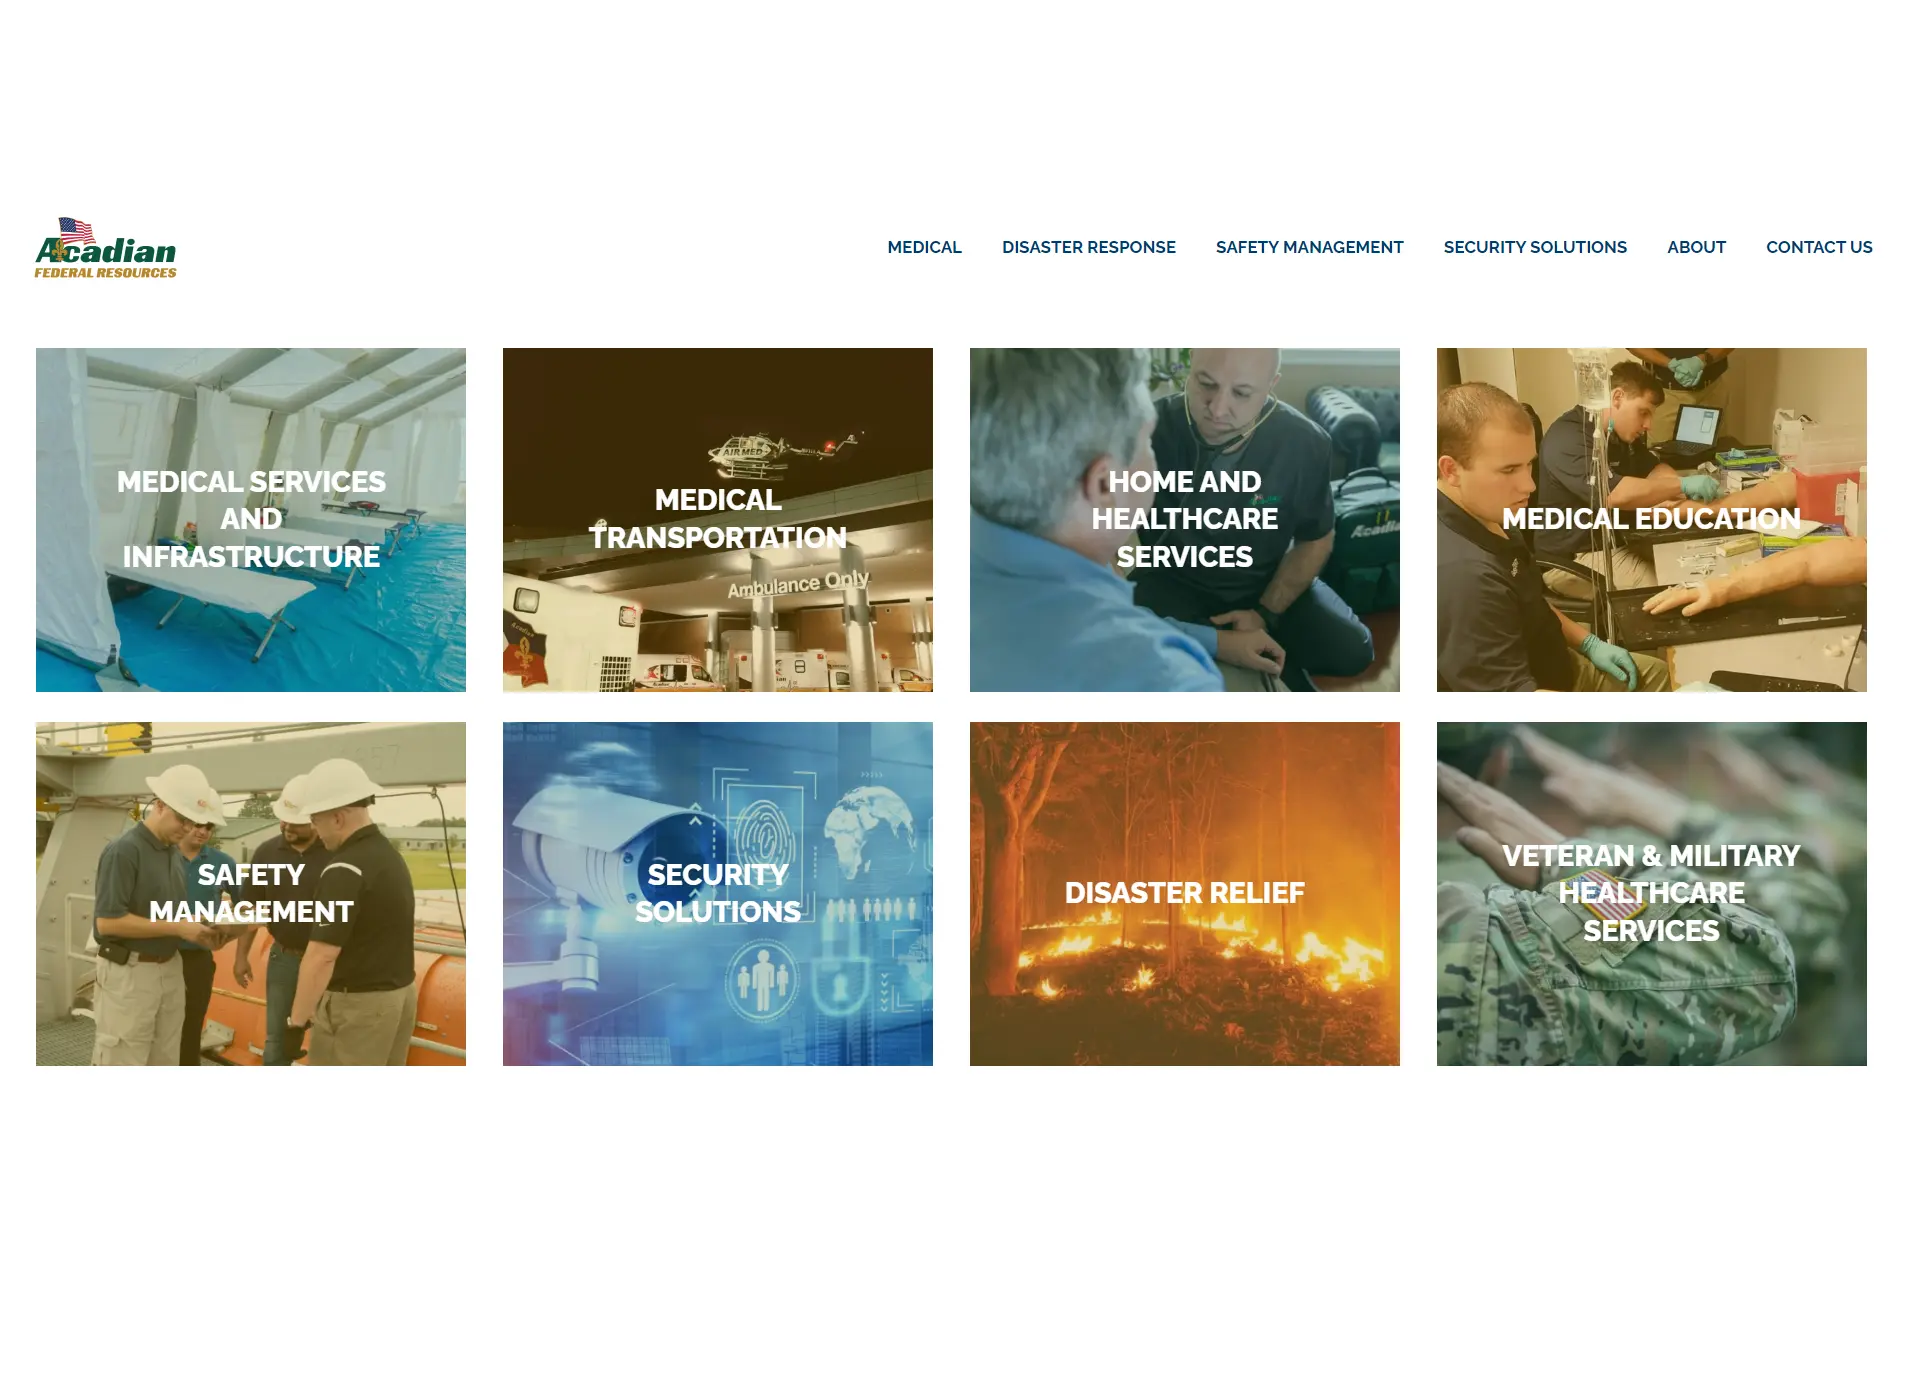 Acadian
FEDERAL RESOURCES
MEDICAL
DISASTER RESPONSE
SAFETY MANAGEMENT
SECURITY SOLUTIONS
ABOUT
CONTACT US
MEDICAL SERVICES
AND
INFRASTRUCTURE
MEDICAL
TRANSPORTATION
AIR MED
Ambulance Only
Acadian
Acadian
HOME AND
HEALTHCARE
SERVICES
MEDICAL EDUCATION
SAFETY
MANAGEMENT
SECURITY
SOLUTIONS
DISASTER RELIEF
VETERAN & MILITARY
HEALTHCARE
SERVICES